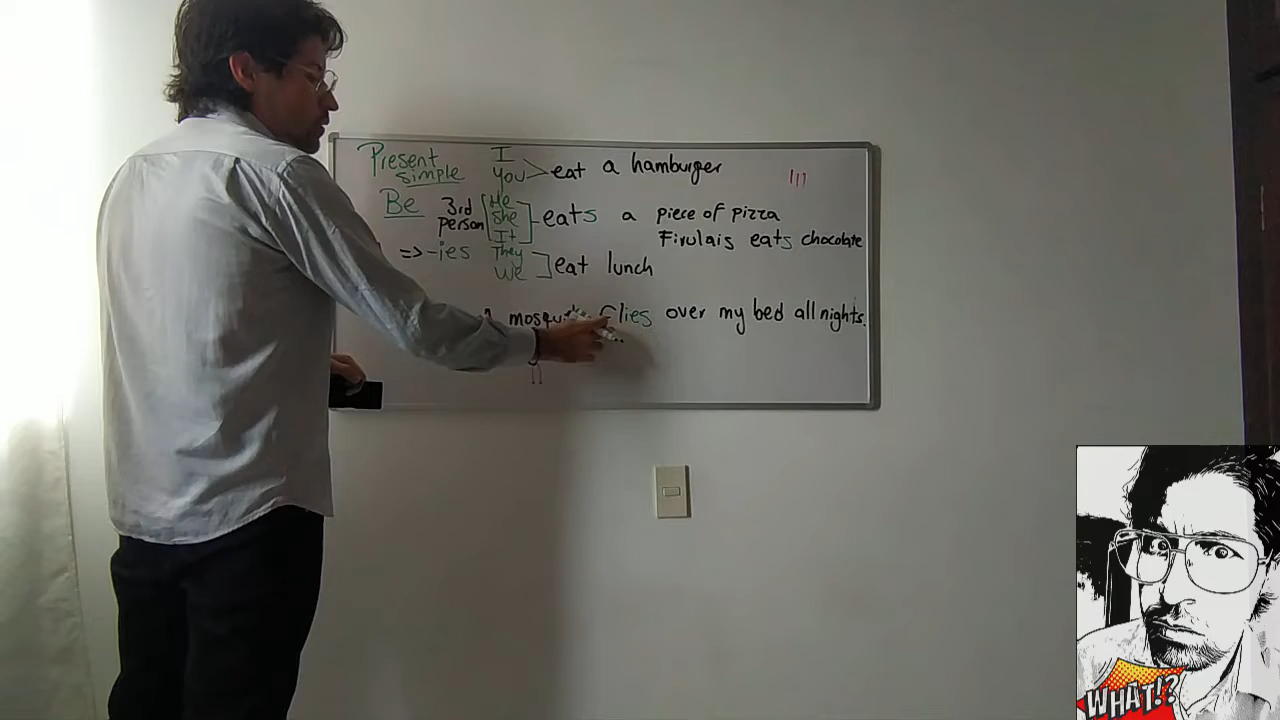 Present simple
I
you
eat a hamburger
Be
3rd person
He
She
It
eats a piece of pizza
Firulais eats chocolate
=> -ies
They
We
eat lunch
flies over my bed all nights.
WHAT!?